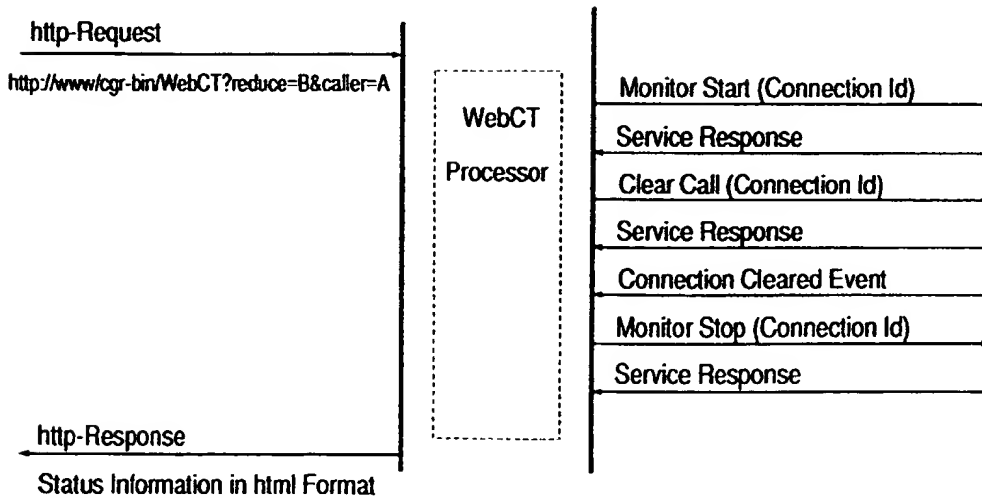 http-Request
http://www/cgr-bin/WebCT?reduce=B&caller=A
WebCT
Processor
Monitor Start (Connection Id)
Service Response
Clear Call (Connection Id)
Service Response
Connection Cleared Event
Monitor Stop (Connection Id)
Service Response
http-Response
Status Information in html Format